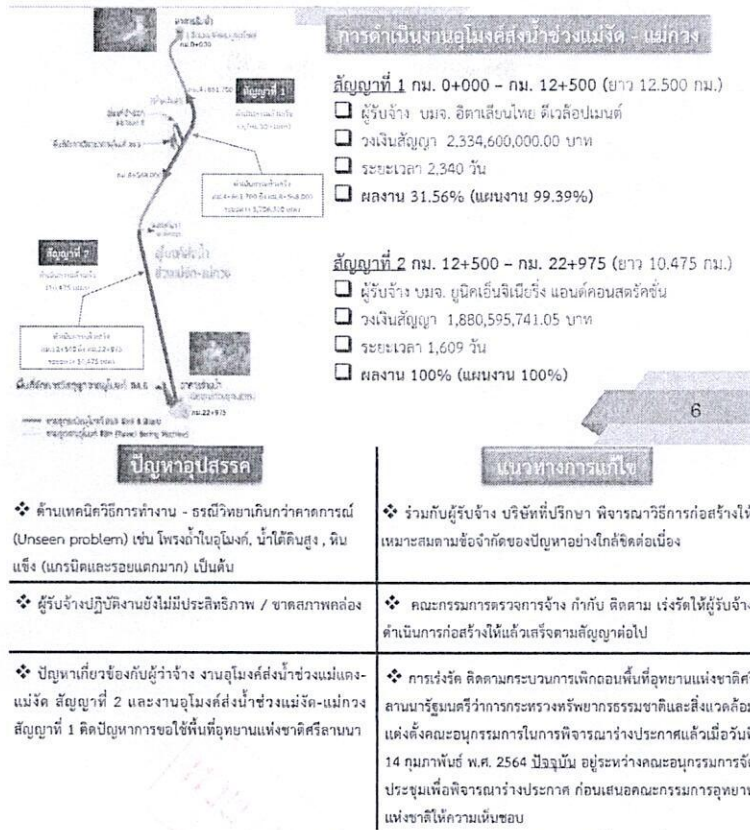 การดำเนินงานอุโมงค์ส่งน้ำช่วงแม่งัด - แม่กวง
สัญญาที่ 1 กม. 0+000 – กม. 12+500 (ยาว 12.500 กม.)
ผู้รับจ้าง บมจ. อิตาเลียนไทย ดีเวล๊อปเมนต์
วงเงินสัญญา 2,334,600,000.00 บาท
ระยะเวลา 2,340 วัน
ผลงาน 31.56% (แผนงาน 99.39%)
สัญญาที่ 2 กม. 12+500 – กม. 22+975 (ยาว 10.475 กม.)
ผู้รับจ้าง บมจ. ยูนิคเอ็นจิเนียริ่ง แอนด์คอนสตรัคชั่น
วงเงินสัญญา 1,880,595,741.05 บาท
ระยะเวลา 1,609 วัน
ผลงาน 100% (แผนงาน 100%)
สัญญาที่ 1
สัญญาที่ 2
อุโมงค์ส่งน้ำ
ช่วงแม่งัด-แม่กวง
กม.22+975
6
ปัญหาอุปสรรค
❖ ด้านเทคนิควิธีการทำงาน - ธรณีวิทยาเกินกว่าคาดการณ์
(Unseen problem) เช่น โพรงถ้ำในอุโมงค์, น้ำใต้ดินสูง , หิน
แข็ง (แกรนิตและรอยแตกมาก) เป็นต้น
❖ ผู้รับจ้างปฏิบัติงานยังไม่มีประสิทธิภาพ / ขาดสภาพคล่อง
❖ ปัญหาเกี่ยวข้องกับผู้ว่าจ้าง งานอุโมงค์ส่งน้ำช่วงแม่แตง-
แม่งัด สัญญาที่ 2 และงานอุโมงค์ส่งน้ำช่วงแม่งัด-แม่กวง
สัญญาที่ 1 ติดปัญหาการขอใช้พื้นที่อุทยานแห่งชาติศรีลานนา
แนวทางการแก้ไข
❖ ร่วมกับผู้รับจ้าง บริษัทที่ปรึกษา พิจารณาวิธีการก่อสร้างให้
เหมาะสมตามข้อจำกัดของปัญหาอย่างใกล้ชิดต่อเนื่อง
❖ คณะกรรมการตรวจการจ้าง กำกับ ติดตาม เร่งรัดให้ผู้รับจ้าง
ดำเนินการก่อสร้างให้แล้วเสร็จตามสัญญาต่อไป
❖ การเร่งรัด ติดตามกระบวนการเพิกถอนพื้นที่อุทยานแห่งชาติศรี
ลานนารัฐมนตรีว่าการกระทรวงทรัพยากรธรรมชาติและสิ่งแวดล้อม
แต่งตั้งคณะอนุกรรมการในการพิจารณาร่างประกาศแล้วเมื่อวันที่
14 กุมภาพันธ์ พ.ศ. 2564 ปัจจุบัน อยู่ระหว่างคณะอนุกรรมการจัด
ประชุมเพื่อพิจารณาร่างประกาศ ก่อนเสนอคณะกรรมการอุทยาน
แห่งชาติให้ความเห็นชอบ